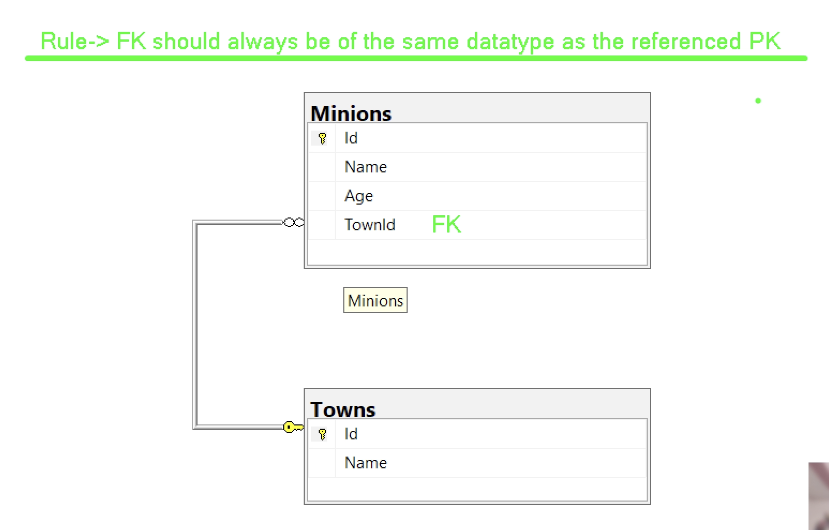 Rule-> FK should always be of the same datatype as the referenced PK
Minions
Id
Name
Age
TownId FK
Minions
Towns
Id
Name